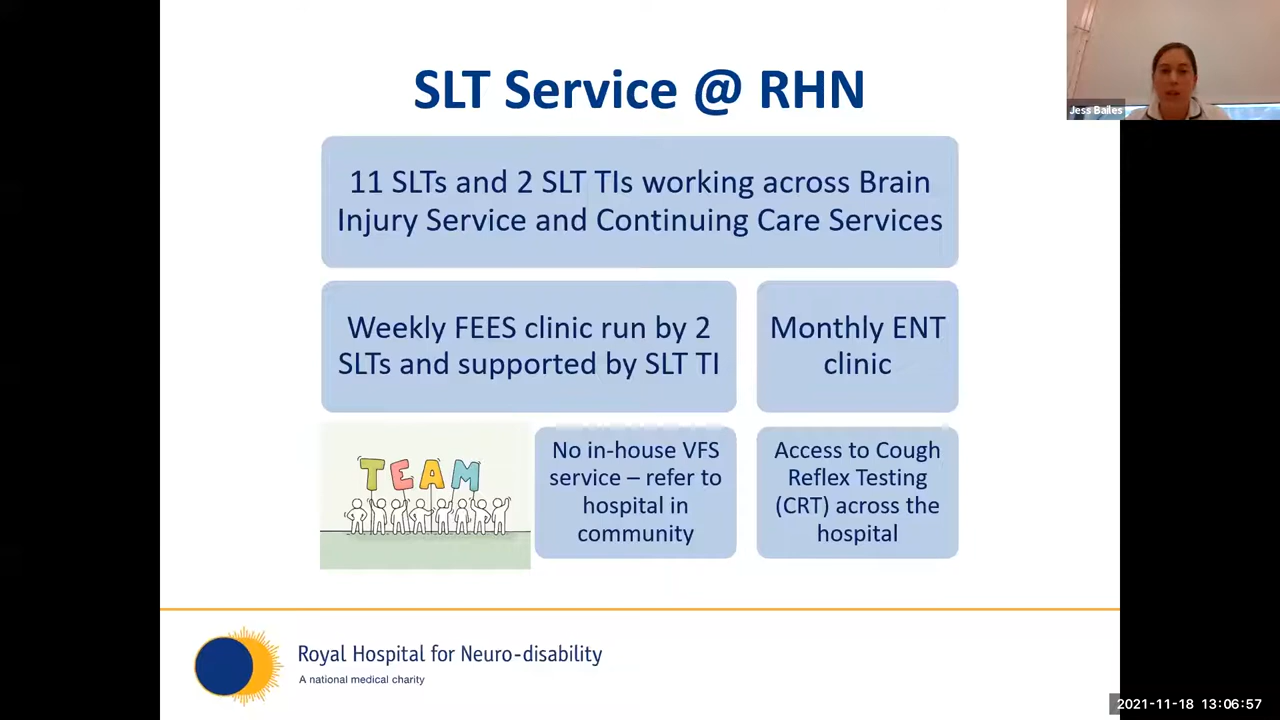 SLT Service @ RHN
Jess Bailes
11 SLTs and 2 SLT TIs working across Brain
Injury Service and Continuing Care Services
Weekly FEES clinic run by 2
SLTs and supported by SLT TI
Monthly ENT
clinic
TEAM
No in-house VFS
service – refer to
hospital in
community
Access to Cough
Reflex Testing
(CRT) across the
hospital
Royal Hospital for Neuro-disability
A national medical charity
2021-11-18 13:06:57